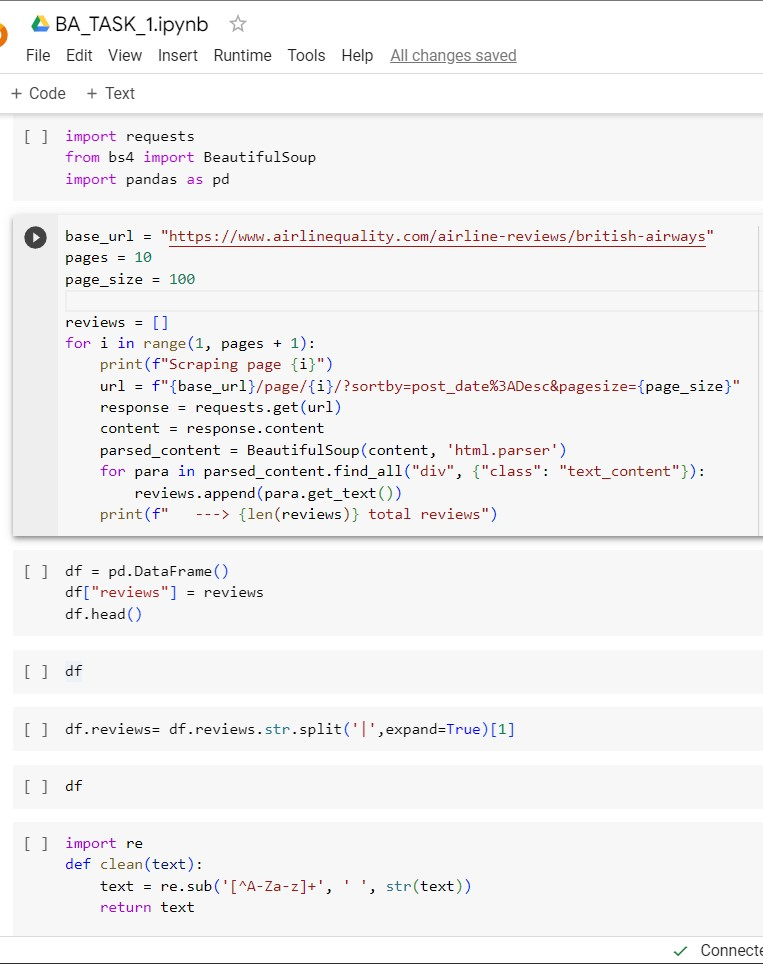 BA_TASK_1.ipynb
File Edit View Insert Runtime Tools Help All changes saved
+ Code + Text
[ ] import requests
from bs4 import BeautifulSoup
import pandas as pd
base_url = "https://www.airlinequality.com/airline-reviews/british-airways"
pages = 10
page_size = 100
reviews = []
for i in range(1, pages + 1):
    print(f"Scraping page {i}")
    url = f"{base_url}/page/{i}/?sortby=post_date%3ADesc&pagesize={page_size}"
    response = requests.get(url)
    content = response.content
    parsed_content = BeautifulSoup(content, 'html.parser')
    for para in parsed_content.find_all("div", {"class": "text_content"}):
        reviews.append(para.get_text())
    print(f"   ---> {len(reviews)} total reviews")
[ ] df = pd.DataFrame()
df["reviews"] = reviews
df.head()
[ ] df
[ ] df.reviews= df.reviews.str.split('|',expand=True)[1]
[ ] df
[ ] import re
def clean(text):
    text = re.sub('[^A-Za-z]+', ' ', str(text))
    return text
Connecte